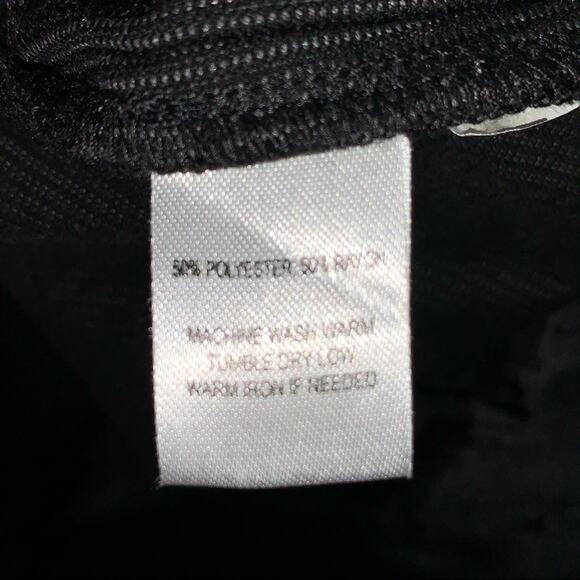 50% POLYESTER, 50% RAYON
MACHINE WASH WARM
TUMBLE DRY LOW
WARM IRON IF NEEDED